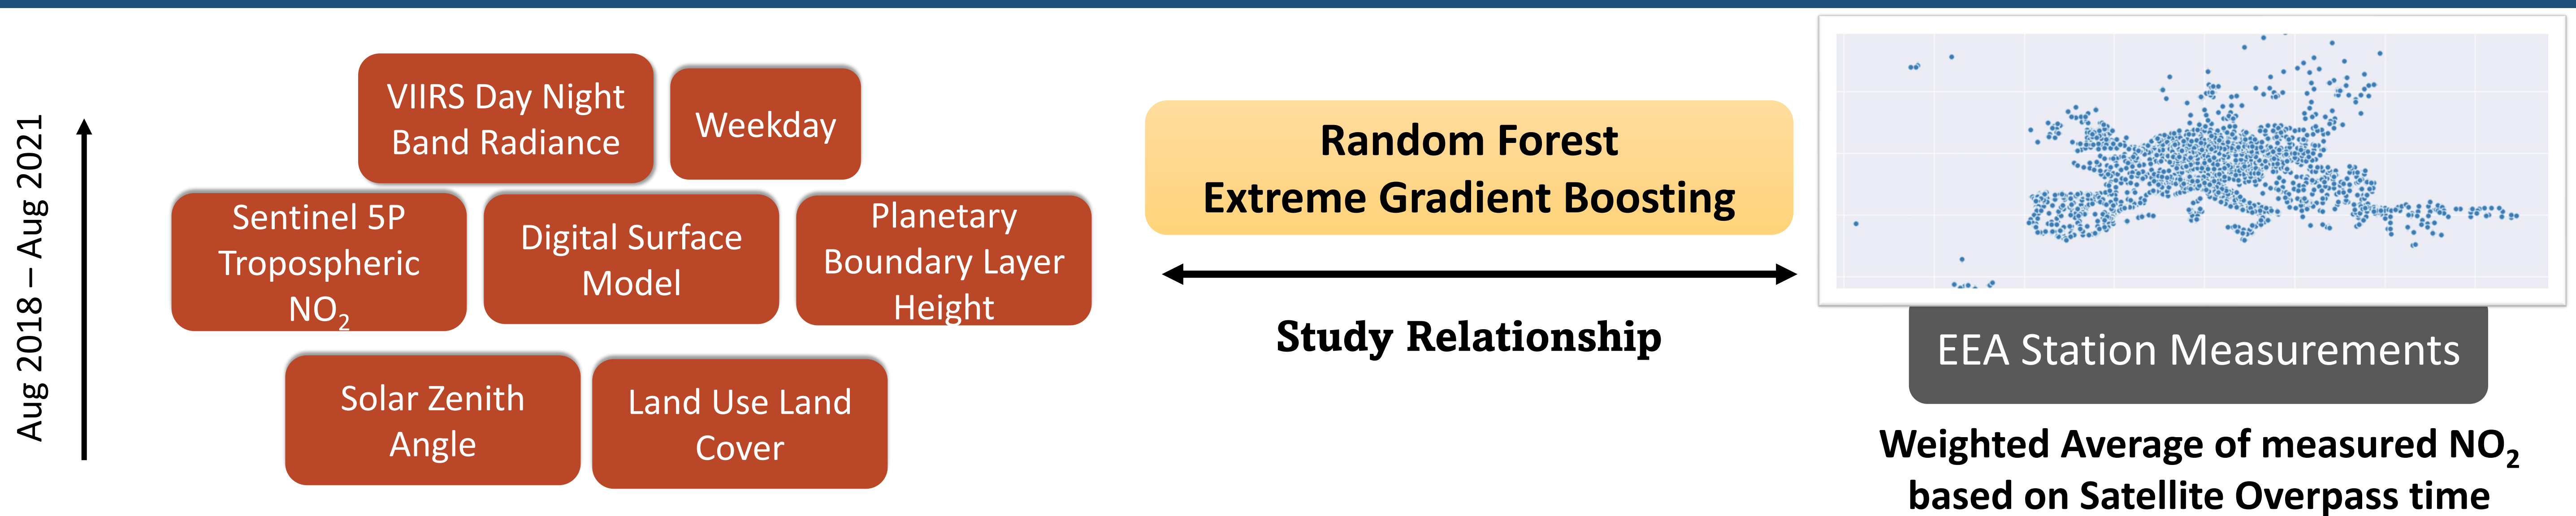 Aug 2018 – Aug 2021
VIIRS Day Night
Band Radiance
Weekday
Sentinel 5P
Tropospheric
NO₂
Digital Surface
Model
Planetary
Boundary Layer
Height
Solar Zenith
Angle
Land Use Land
Cover
Random Forest
Extreme Gradient Boosting
Study Relationship
EEA Station Measurements
Weighted Average of measured NO₂
based on Satellite Overpass time